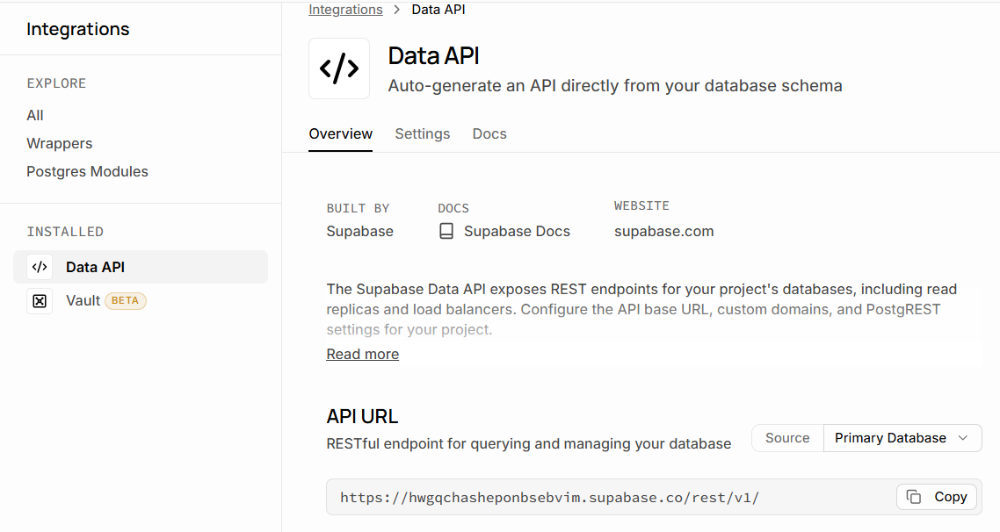 Integrations
EXPLORE
All
Wrappers
Postgres Modules
INSTALLED
Data API
Vault BETA
Integrations > Data API
Data API
Auto-generate an API directly from your database schema
Overview Settings Docs
BUILT BY DOCS WEBSITE
Supabase Supabase Docs supabase.com
The Supabase Data API exposes REST endpoints for your project's databases, including read
replicas and load balancers. Configure the API base URL, custom domains, and PostgREST
settings for your project.
Read more
API URL
RESTful endpoint for querying and managing your database
Source Primary Database
https://hwgqchasheponbsebvim.supabase.co/rest/v1/ Copy